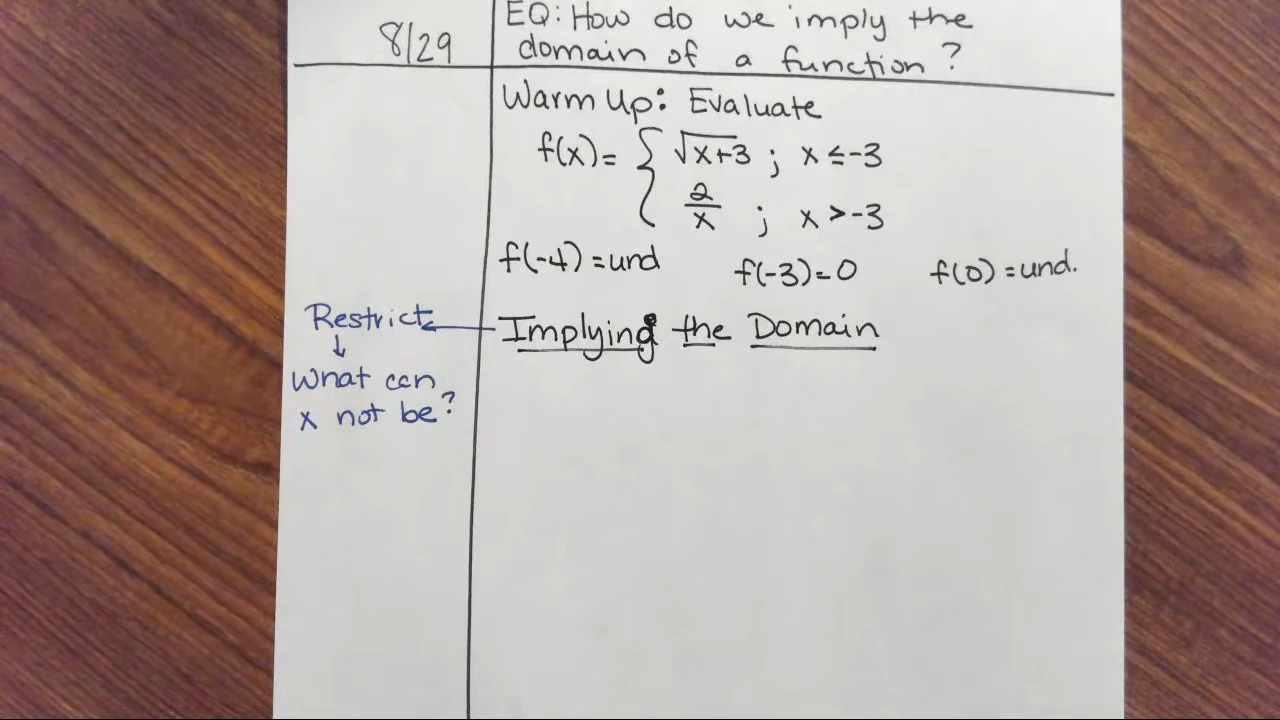 8/29
EQ: How do we imply the
domain of a function?
Warm Up: Evaluate
f(x)= { √x+3 ; x ≤ -3
2/x ; x > -3
f(-4) = und f(-3)=0 f(0) = und.
Restrict ← Implying the Domain
↓
What can
x not be?